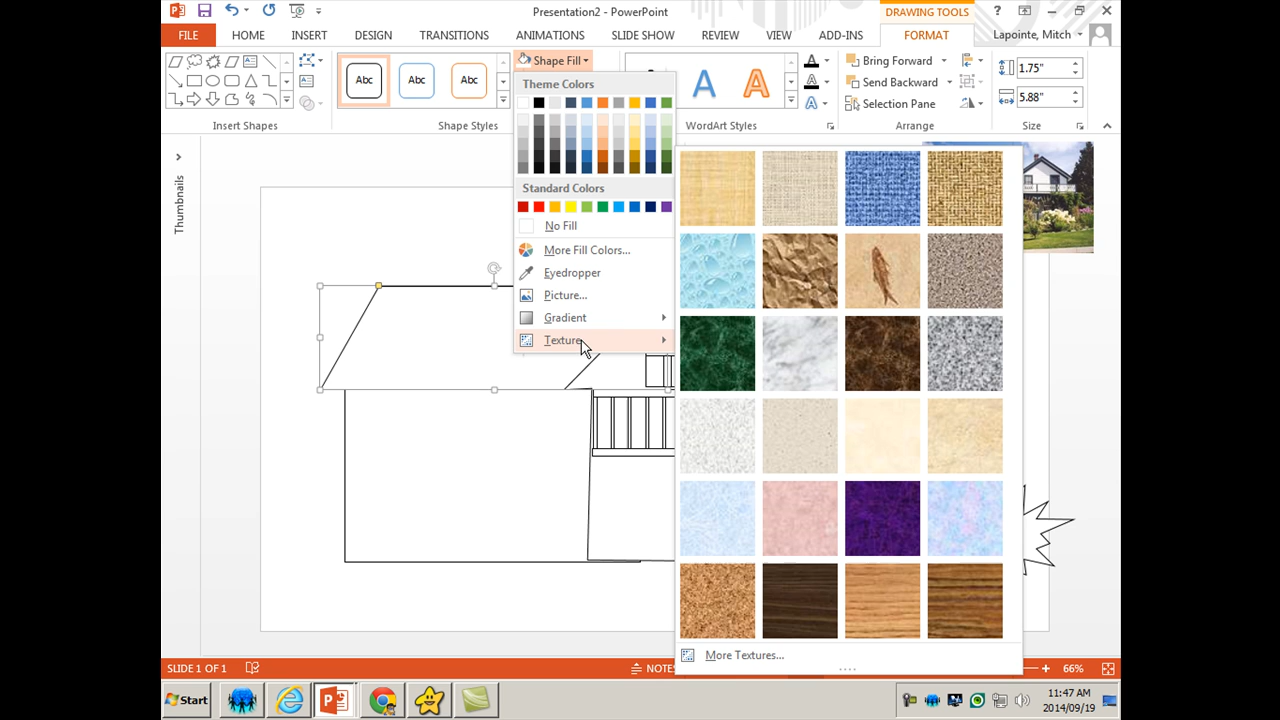 Presentation2 - PowerPoint
DRAWING TOOLS
?
FILE
HOME
INSERT
DESIGN
TRANSITIONS
ANIMATIONS
SLIDE SHOW
REVIEW
VIEW
ADD-INS
FORMAT
Lapointe, Mitch
Abc
Abc
Abc
Shape Fill
A
A
A
A
A
Bring Forward
Send Backward
Selection Pane
1.75"
5.88"
Insert Shapes
Shape Styles
WordArt Styles
Arrange
Size
Theme Colors
Standard Colors
No Fill
More Fill Colors...
Eyedropper
Picture...
Gradient
Texture
More Textures...
Thumbnails
SLIDE 1 OF 1
NOTES
66%
Start
11:47 AM
2014/09/19